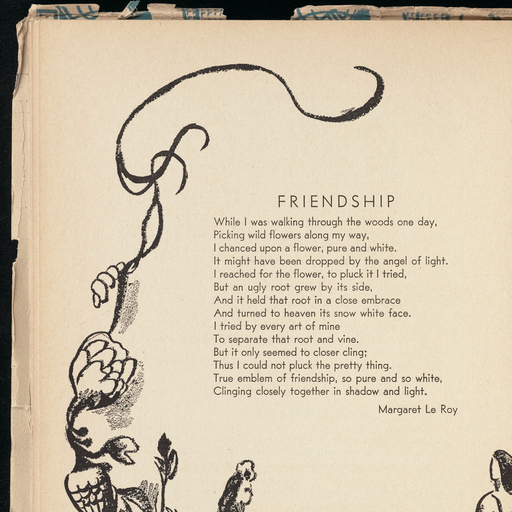 FRIENDSHIP
While I was walking through the woods one day,
Picking wild flowers along my way,
I chanced upon a flower, pure and white.
It might have been dropped by the angel of light.
I reached for the flower, to pluck it I tried,
But an ugly root grew by its side,
And it held that root in a close embrace
And turned to heaven its snow white face.
I tried by every art of mine
To separate that root and vine.
But it only seemed to closer cling;
Thus I could not pluck the pretty thing.
True emblem of friendship, so pure and so white,
Clinging closely together in shadow and light.
Margaret Le Roy